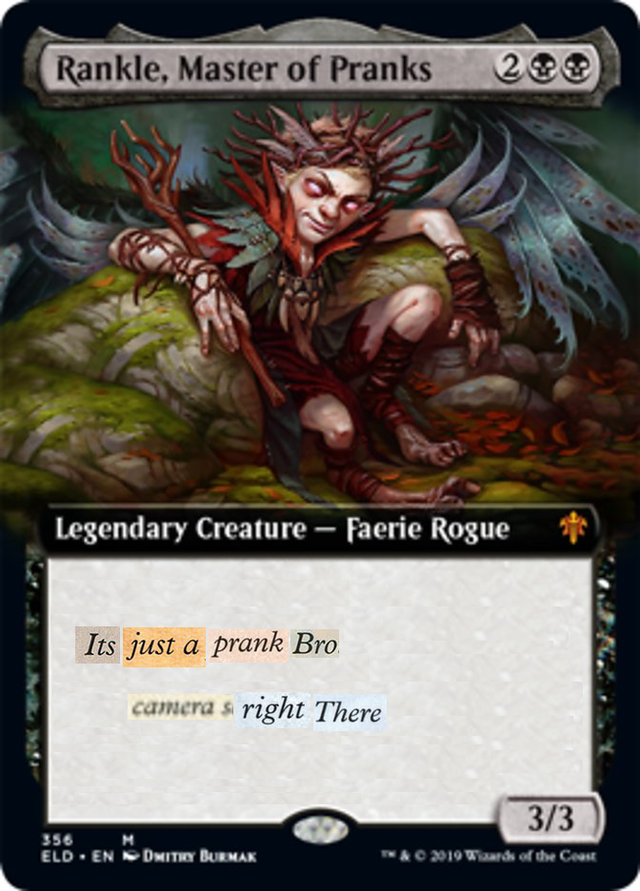 Rankle, Master of Pranks 2
Legendary Creature — Faerie Rogue
Its just a prank Bro.
camera right There
3/3
356 M
ELD • EN Dmitry Burmak ™ & © 2019 Wizards of the Coast